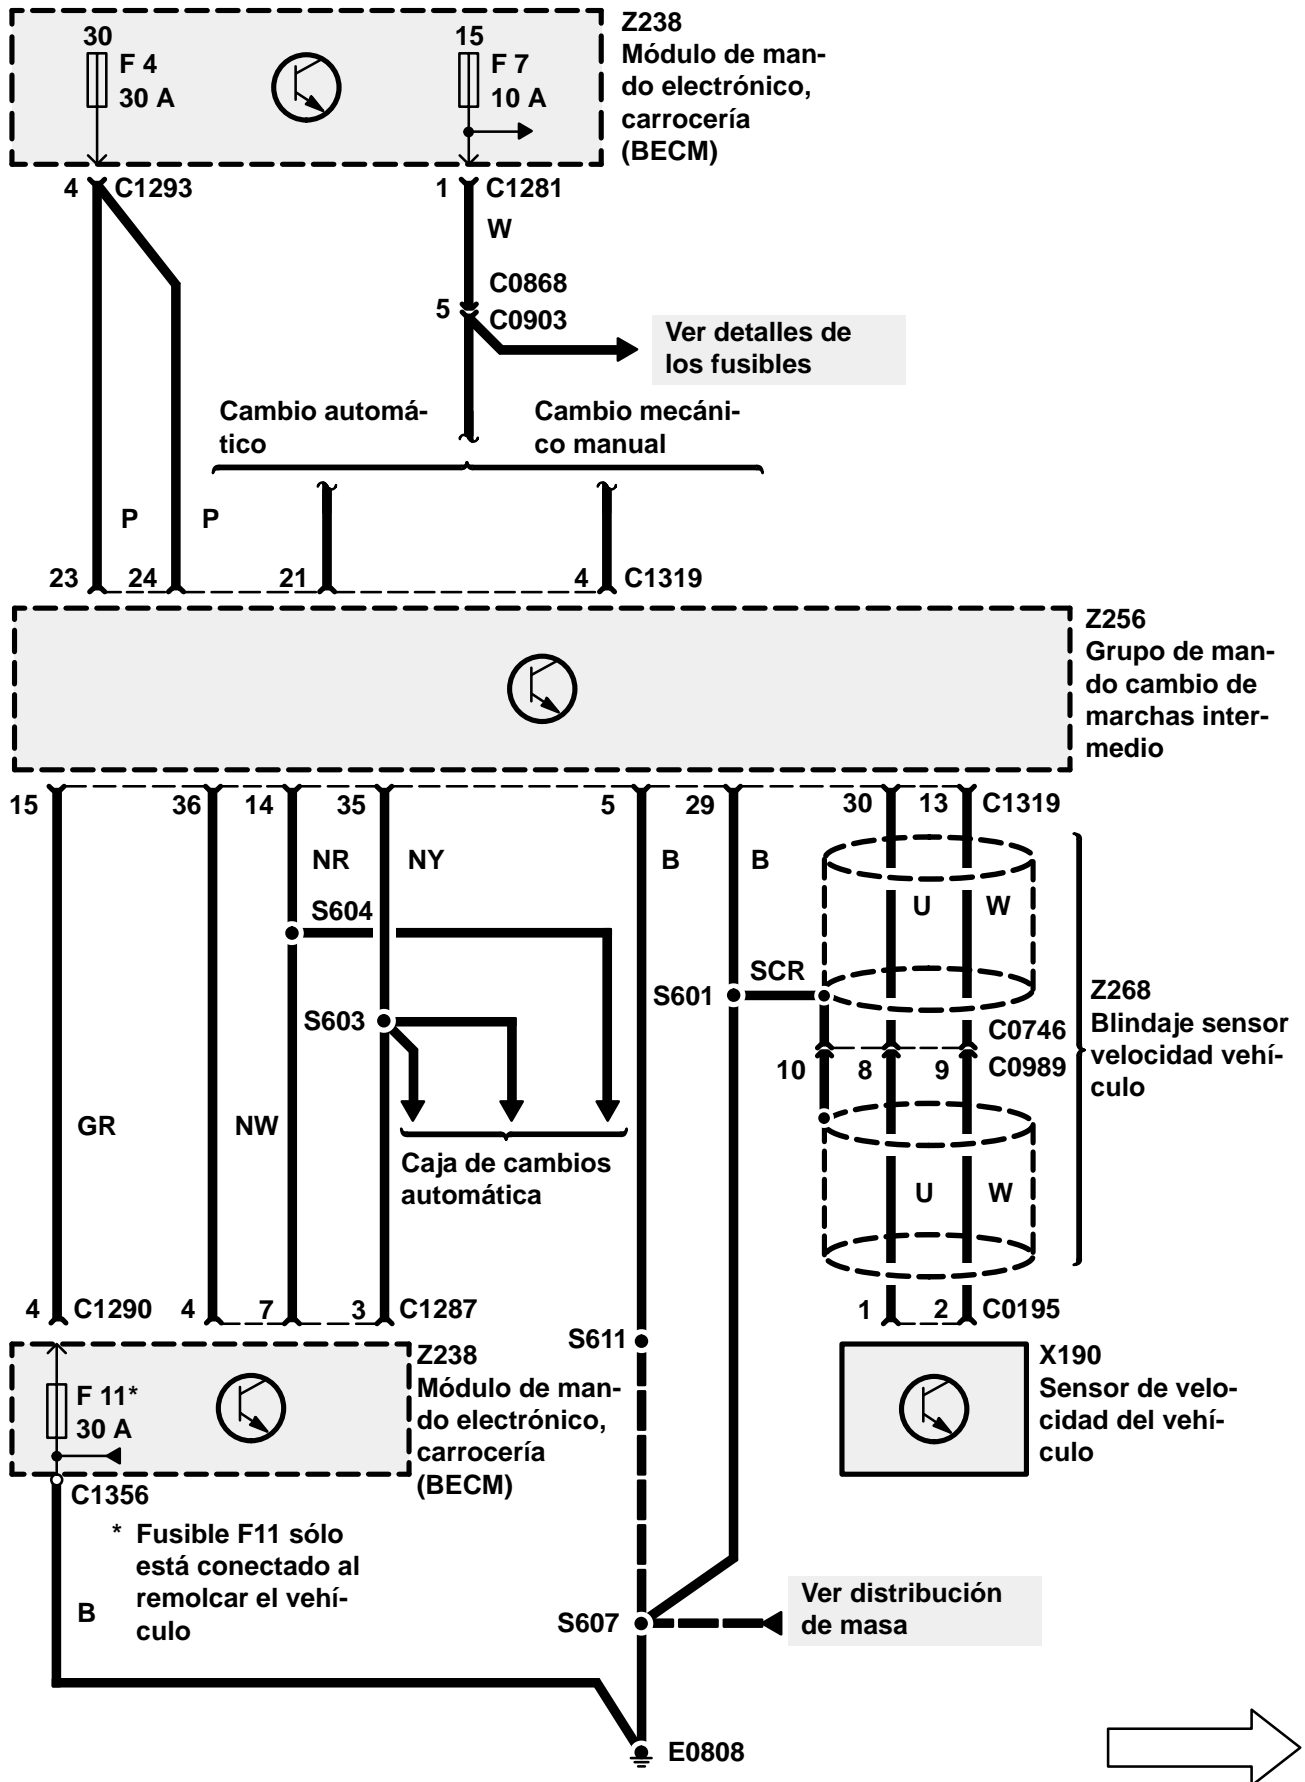 30
F 4
30 A
15
F 7
10 A
Z238
Módulo de man-
do electrónico,
carrocería
(BECM)
4 C1293
1 C1281
W
C0868
5
C0903
Ver detalles de
los fusibles
Cambio automá-
tico
Cambio mecáni-
co manual
P P
23 24 21 4 C1319
Z256
Grupo de man-
do cambio de
marchas inter-
medio
15 36 14 35 5 29 30 13 C1319
NR NY B B
U W
S604
SCR
S601
S603
Z268
Blindaje sensor
velocidad vehí-
culo
C0746
10 8 9 C0989
GR NW
Caja de cambios
automática
U W
4 C1290 4 7 3 C1287
1 2 C0195
S611
Z238
Módulo de man-
do electrónico,
carrocería
(BECM)
F 11*
30 A
X190
Sensor de velo-
cidad del vehí-
culo
C1356
* Fusible F11 sólo
está conectado al
remolcar el vehí-
culo
B
Ver distribución
de masa
S607
E0808